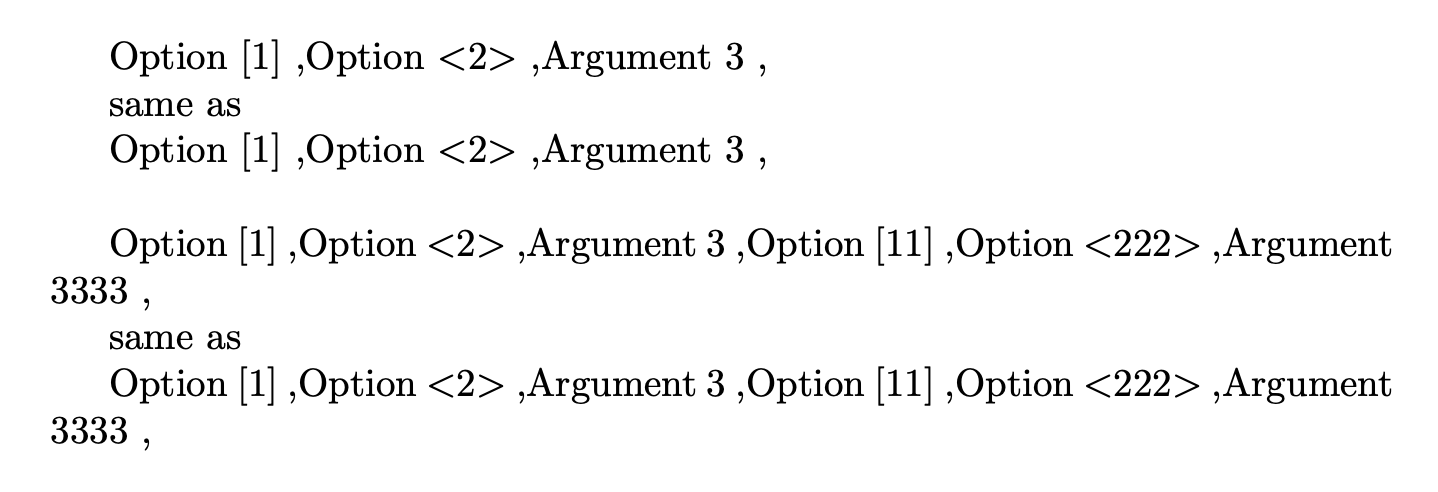 Option [1] ,Option <2> ,Argument 3 ,
same as
Option [1] ,Option <2> ,Argument 3 ,
Option [1] ,Option <2> ,Argument 3 ,Option [11] ,Option <222> ,Argument
3333 ,
same as
Option [1] ,Option <2> ,Argument 3 ,Option [11] ,Option <222> ,Argument
3333 ,